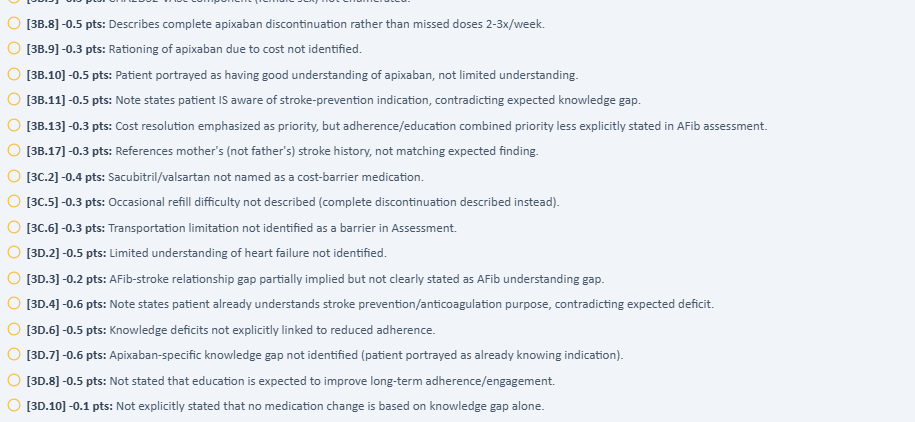 [3B.8] -0.5 pts: Describes complete apixaban discontinuation rather than missed doses 2-3x/week.
[3B.9] -0.3 pts: Rationing of apixaban due to cost not identified.
[3B.10] -0.5 pts: Patient portrayed as having good understanding of apixaban, not limited understanding.
[3B.11] -0.5 pts: Note states patient IS aware of stroke-prevention indication, contradicting expected knowledge gap.
[3B.13] -0.3 pts: Cost resolution emphasized as priority, but adherence/education combined priority less explicitly stated in AFib assessment.
[3B.17] -0.3 pts: References mother's (not father's) stroke history, not matching expected finding.
[3C.2] -0.4 pts: Sacubitril/valsartan not named as a cost-barrier medication.
[3C.5] -0.3 pts: Occasional refill difficulty not described (complete discontinuation described instead).
[3C.6] -0.3 pts: Transportation limitation not identified as a barrier in Assessment.
[3D.2] -0.5 pts: Limited understanding of heart failure not identified.
[3D.3] -0.2 pts: AFib-stroke relationship gap partially implied but not clearly stated as AFib understanding gap.
[3D.4] -0.6 pts: Note states patient already understands stroke prevention/anticoagulation purpose, contradicting expected deficit.
[3D.6] -0.5 pts: Knowledge deficits not explicitly linked to reduced adherence.
[3D.7] -0.6 pts: Apixaban-specific knowledge gap not identified (patient portrayed as already knowing indication).
[3D.8] -0.5 pts: Not stated that education is expected to improve long-term adherence/engagement.
[3D.10] -0.1 pts: Not explicitly stated that no medication change is based on knowledge gap alone.